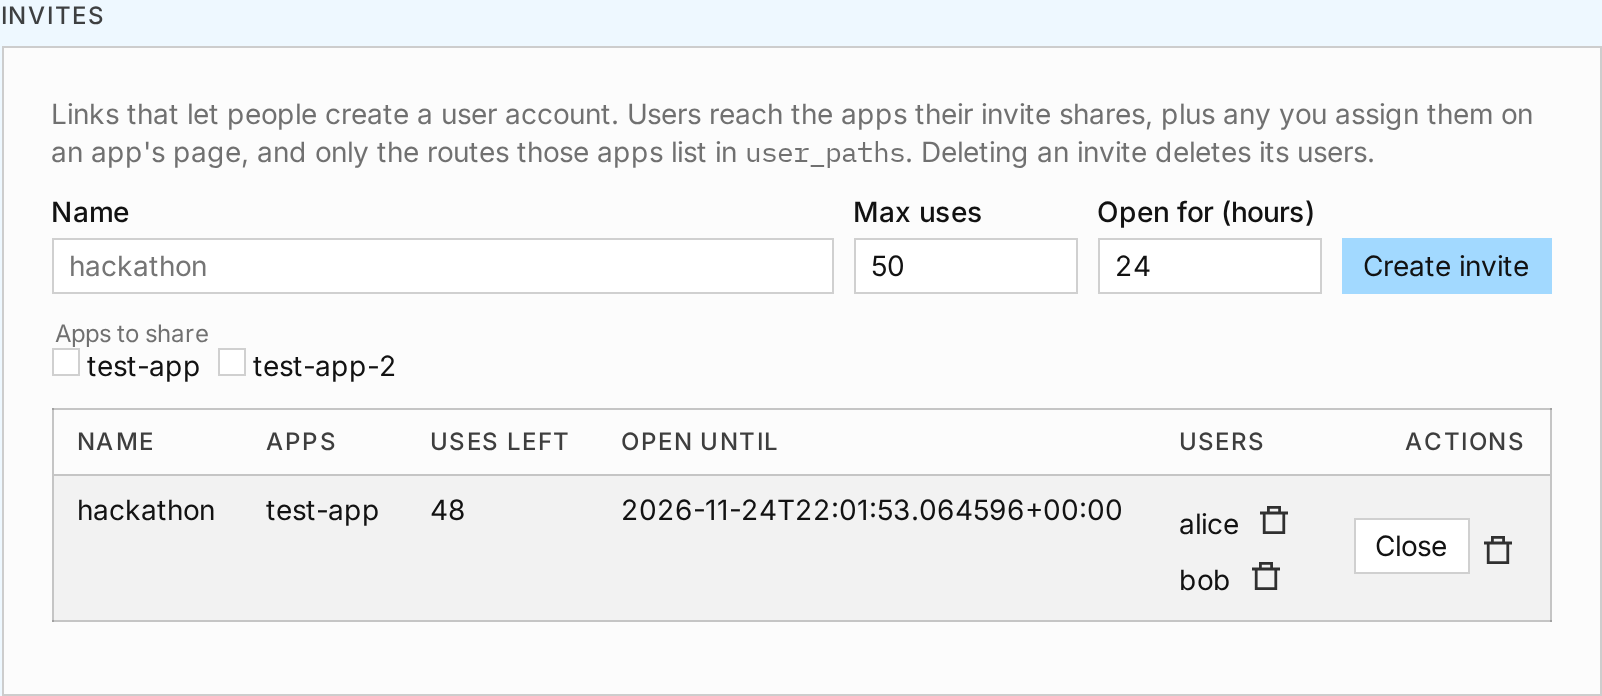 INVITES
Links that let people create a user account. Users reach the apps their invite shares, plus any you assign them on
an app's page, and only the routes those apps list in user_paths. Deleting an invite deletes its users.
Name Max uses Open for (hours)
hackathon 50 24 Create invite
Apps to share
test-app test-app-2
NAME APPS USES LEFT OPEN UNTIL USERS ACTIONS
hackathon test-app 48 2026-11-24T22:01:53.064596+00:00 alice
Close
bob